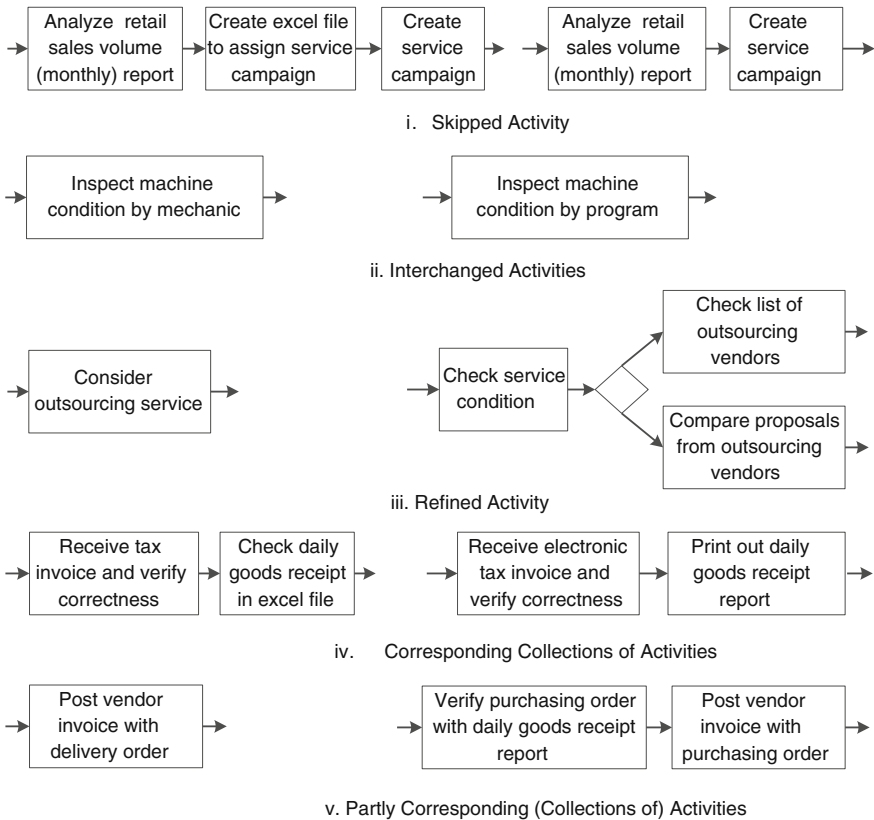 Analyze retail
sales volume
(monthly) report
Create excel file
to assign service
campaign
Create
service
campaign
Analyze retail
sales volume
(monthly) report
Create
service
campaign
i. Skipped Activity
Inspect machine
condition by mechanic
Inspect machine
condition by program
ii. Interchanged Activities
Consider
outsourcing service
Check service
condition
Check list of
outsourcing
vendors
Compare proposals
from outsourcing
vendors
iii. Refined Activity
Receive tax
invoice and verify
correctness
Check daily
goods receipt
in excel file
Receive electronic
tax invoice and
verify correctness
Print out daily
goods receipt
report
iv. Corresponding Collections of Activities
Post vendor
invoice with
delivery order
Verify purchasing order
with daily goods receipt
report
Post vendor
invoice with
purchasing order
v. Partly Corresponding (Collections of) Activities